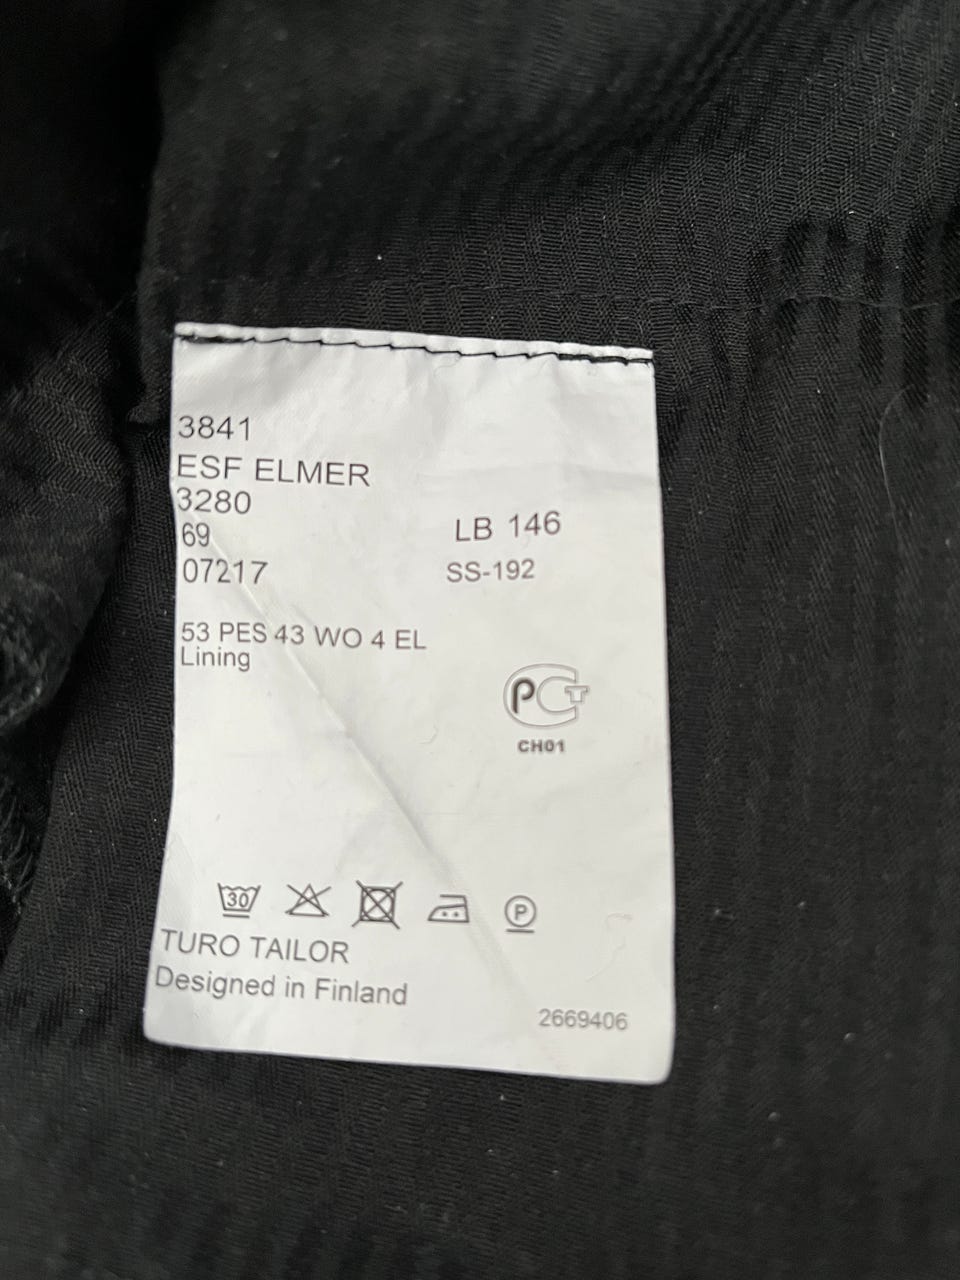 3841
ESF ELMER
3280
69
07217
LB 146
SS-192
53 PES 43 WO 4 EL
Lining
PCT
CH01
30
P
TURO TAILOR
Designed in Finland
2669406